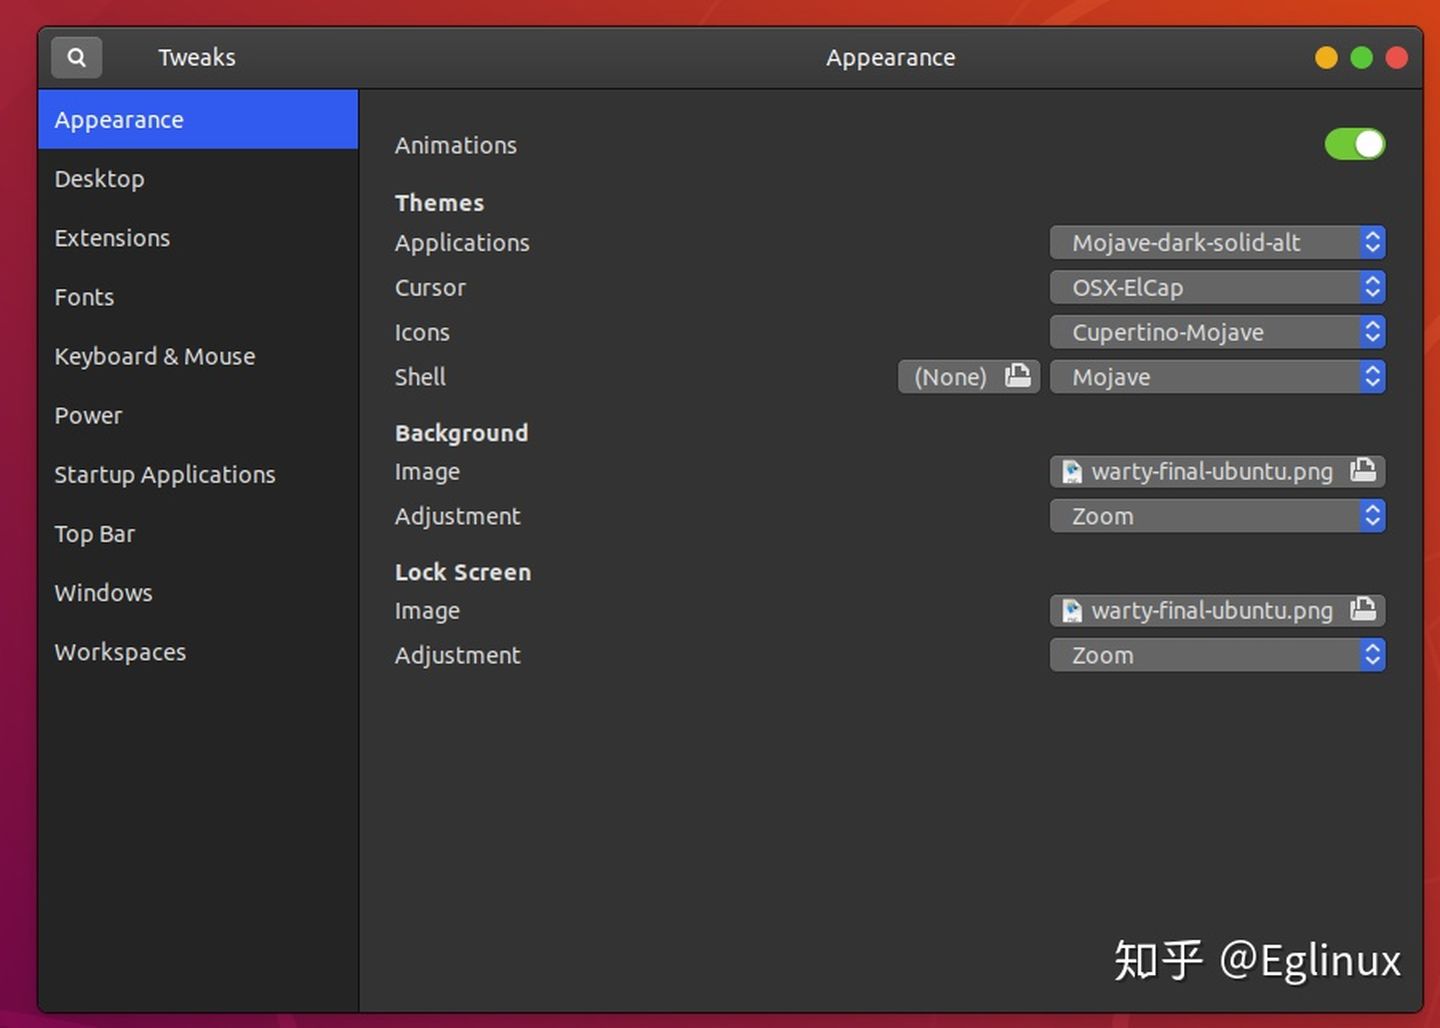 Tweaks
Appearance
Appearance
Desktop
Extensions
Fonts
Keyboard & Mouse
Power
Startup Applications
Top Bar
Windows
Workspaces
Animations
Themes
Applications Mojave-dark-solid-alt
Cursor OSX-ElCap
Icons Cupertino-Mojave
Shell (None) Mojave
Background
Image warty-final-ubuntu.png
Adjustment Zoom
Lock Screen
Image warty-final-ubuntu.png
Adjustment Zoom
知乎 @Eglinux